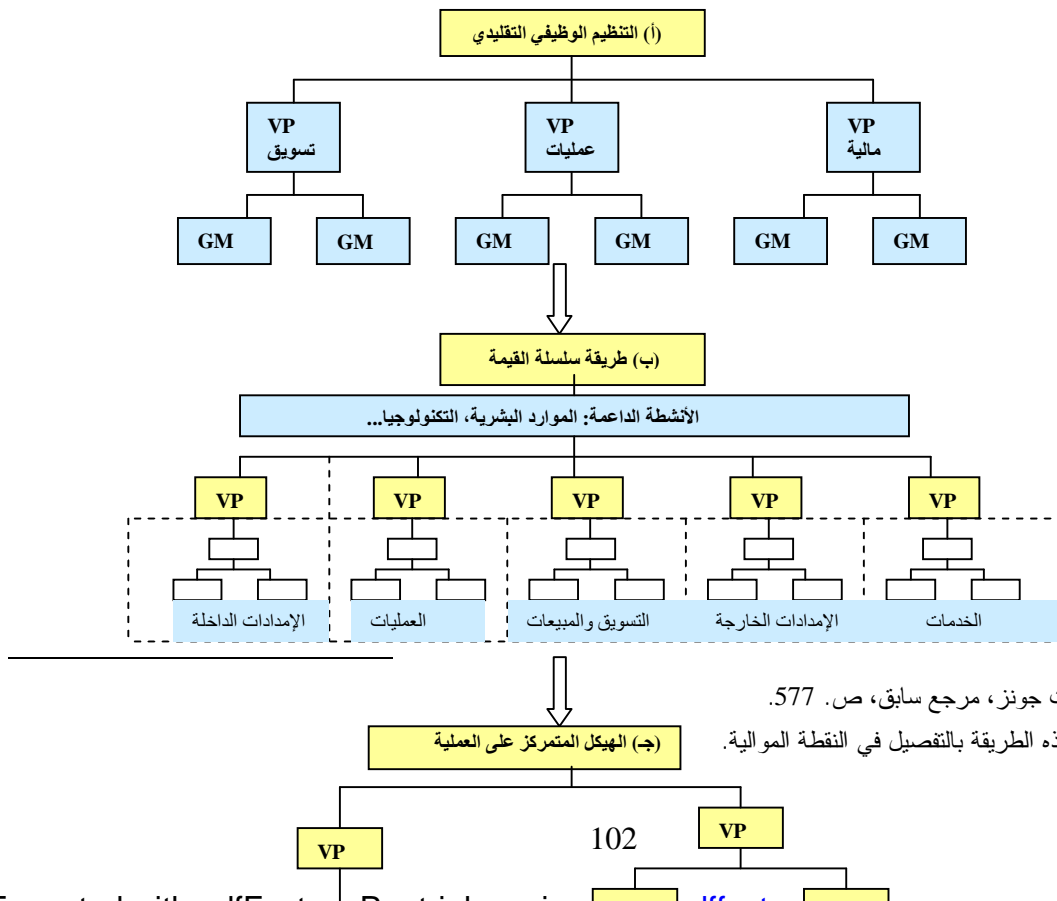 (أ) التنظيم الوظيفي التقليدي
VP
تسويق
VP
عمليات
VP
مالية
GM
GM
GM
GM
GM
GM
(ب) طريقة سلسلة القيمة
الأنشطة الداعمة: الموارد البشرية، التكنولوجيا...
VP
VP
VP
VP
VP
الإمدادات الداخلة
العمليات
التسويق والمبيعات
الإمدادات الخارجة
الخدمات
جونز، مرجع سابق، ص. 577.
الطريقة بالتفصيل في النقطة الموالية.
(جـ) الهيكل المتمركز على العملية
VP
VP
102